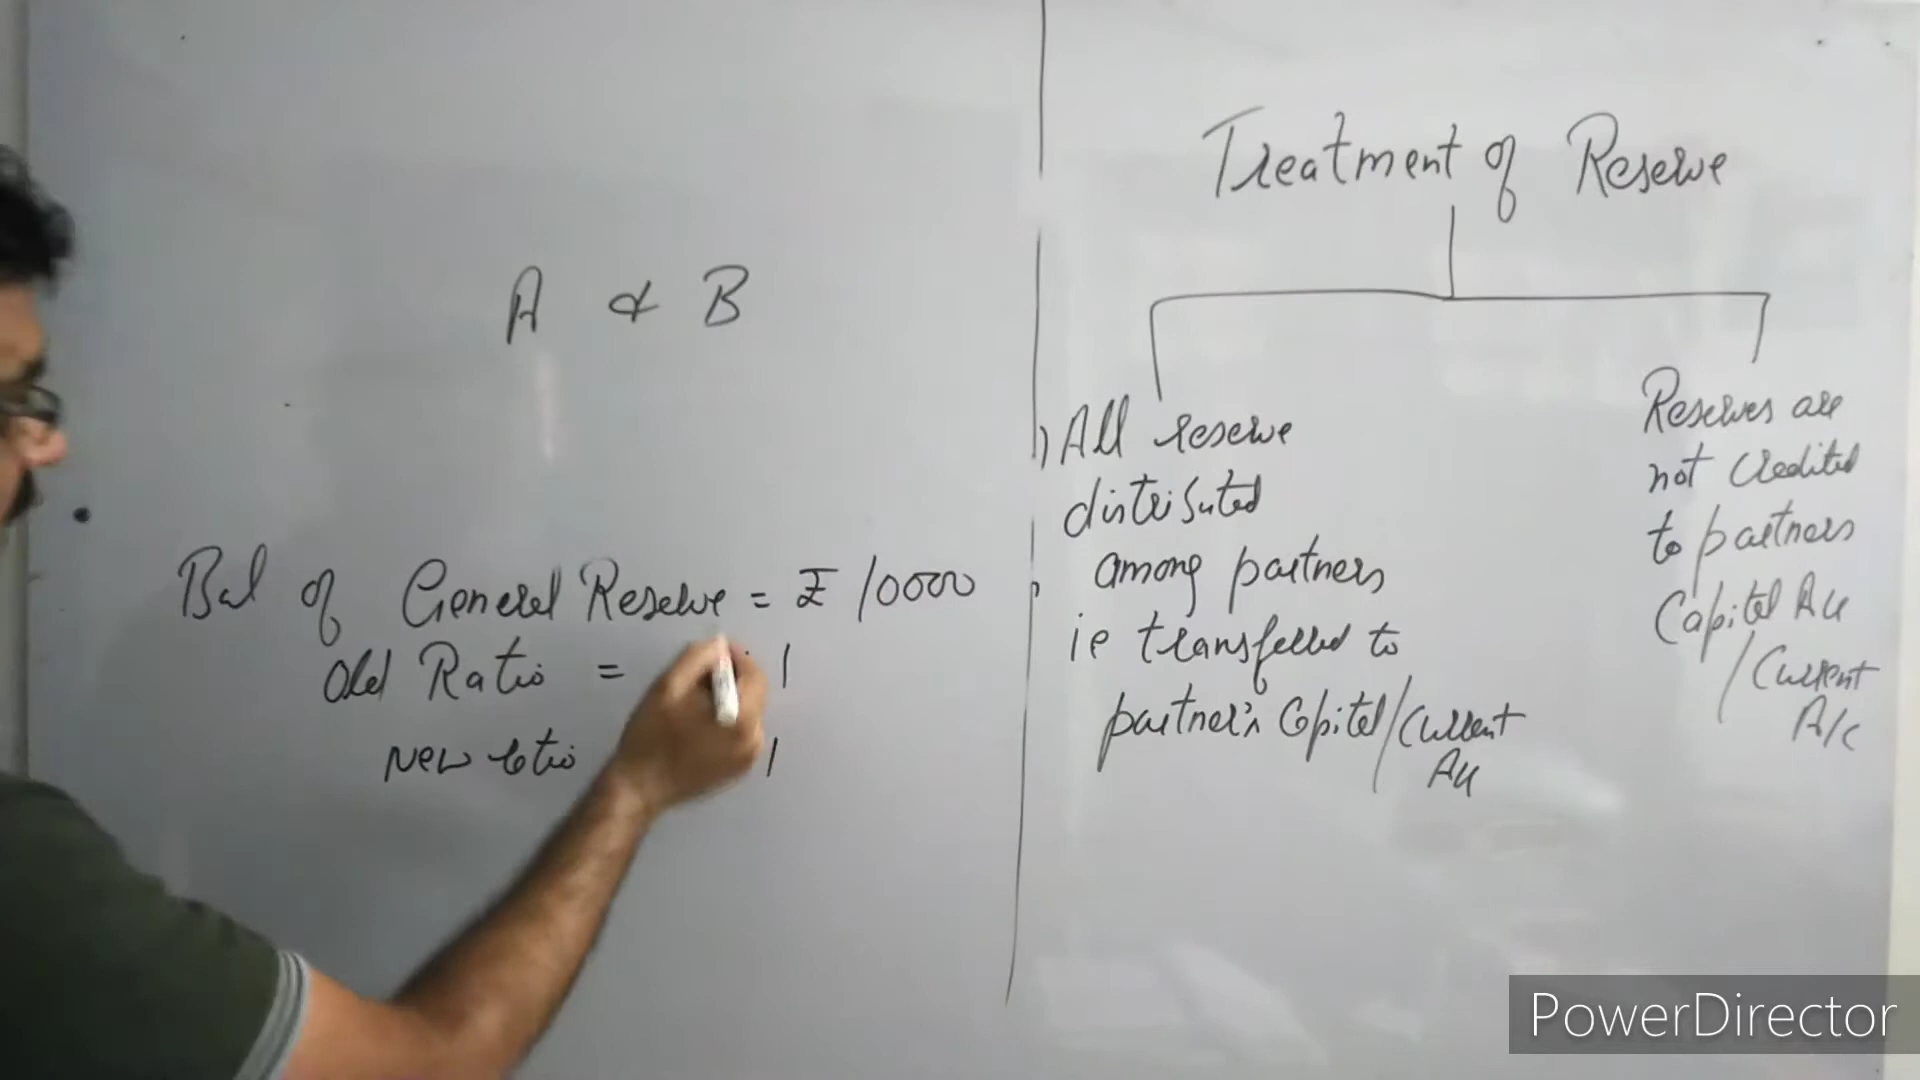 A & B
Bal of General Reserve = ₹ 10000
Old Ratio = 1
New ratio 1
Treatment of Reserve
1) All reserve
distributed
among partners
ie transferred to
partner's Capital/Current
A/c
Reserves are
not Credited
to partners
Capital A/c
/Current
A/c
PowerDirector